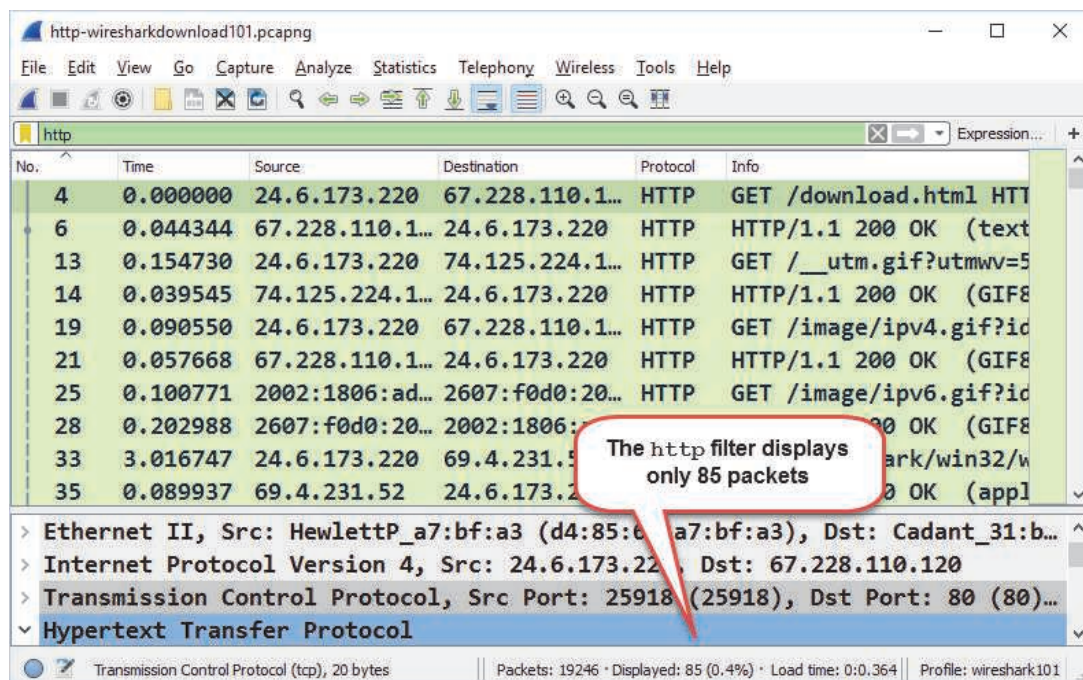 http-wiresharkdownload101.pcapng
File Edit View Go Capture Analyze Statistics Telephony Wireless Tools Help
http Expression... +
No. Time Source Destination Protocol Info
4 0.000000 24.6.173.220 67.228.110.1… HTTP GET /download.html HTT
6 0.044344 67.228.110.1… 24.6.173.220 HTTP HTTP/1.1 200 OK (text
13 0.154730 24.6.173.220 74.125.224.1… HTTP GET /__utm.gif?utmwv=5
14 0.039545 74.125.224.1… 24.6.173.220 HTTP HTTP/1.1 200 OK (GIF8
19 0.090550 24.6.173.220 67.228.110.1… HTTP GET /image/ipv4.gif?id
21 0.057668 67.228.110.1… 24.6.173.220 HTTP HTTP/1.1 200 OK (GIF8
25 0.100771 2002:1806:ad… 2607:f0d0:20… HTTP GET /image/ipv6.gif?id
28 0.202988 2607:f0d0:20… 2002:1806: 00 OK (GIF8
33 3.016747 24.6.173.220 69.4.231.5 ark/win32/w
35 0.089937 69.4.231.52 24.6.173.2 0 OK (appl
The http filter displays
only 85 packets
Ethernet II, Src: HewlettP_a7:bf:a3 (d4:85:6 a7:bf:a3), Dst: Cadant_31:b…
Internet Protocol Version 4, Src: 24.6.173.22 , Dst: 67.228.110.120
Transmission Control Protocol, Src Port: 25918 (25918), Dst Port: 80 (80)…
Hypertext Transfer Protocol
Transmission Control Protocol (tcp), 20 bytes Packets: 19246 · Displayed: 85 (0.4%) · Load time: 0:0.364 Profile: wireshark101